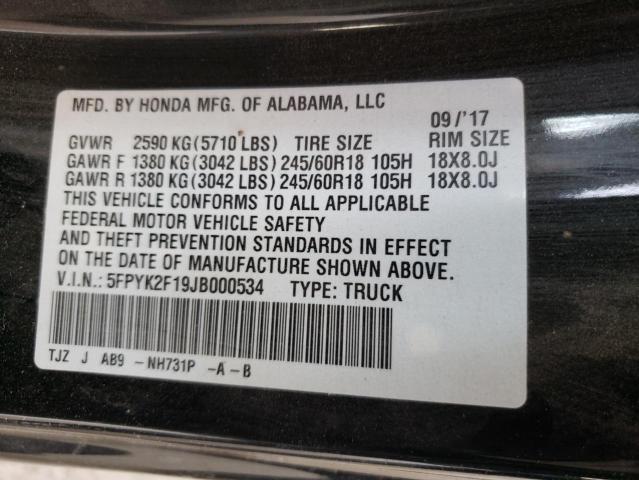 MFD. BY HONDA MFG. OF ALABAMA, LLC
09/'17
GVWR 2590 KG (5710 LBS) TIRE SIZE RIM SIZE
GAWR F 1380 KG (3042 LBS) 245/60R18 105H 18X8.0J
GAWR R 1380 KG (3042 LBS) 245/60R18 105H 18X8.0J
THIS VEHICLE CONFORMS TO ALL APPLICABLE
FEDERAL MOTOR VEHICLE SAFETY
AND THEFT PREVENTION STANDARDS IN EFFECT
ON THE DATE OF MANUFACTURE SHOWN ABOVE.
V.I.N.: 5FPYK2F19JB000534 TYPE: TRUCK
TJZ J AB9 -NH731P -A-B